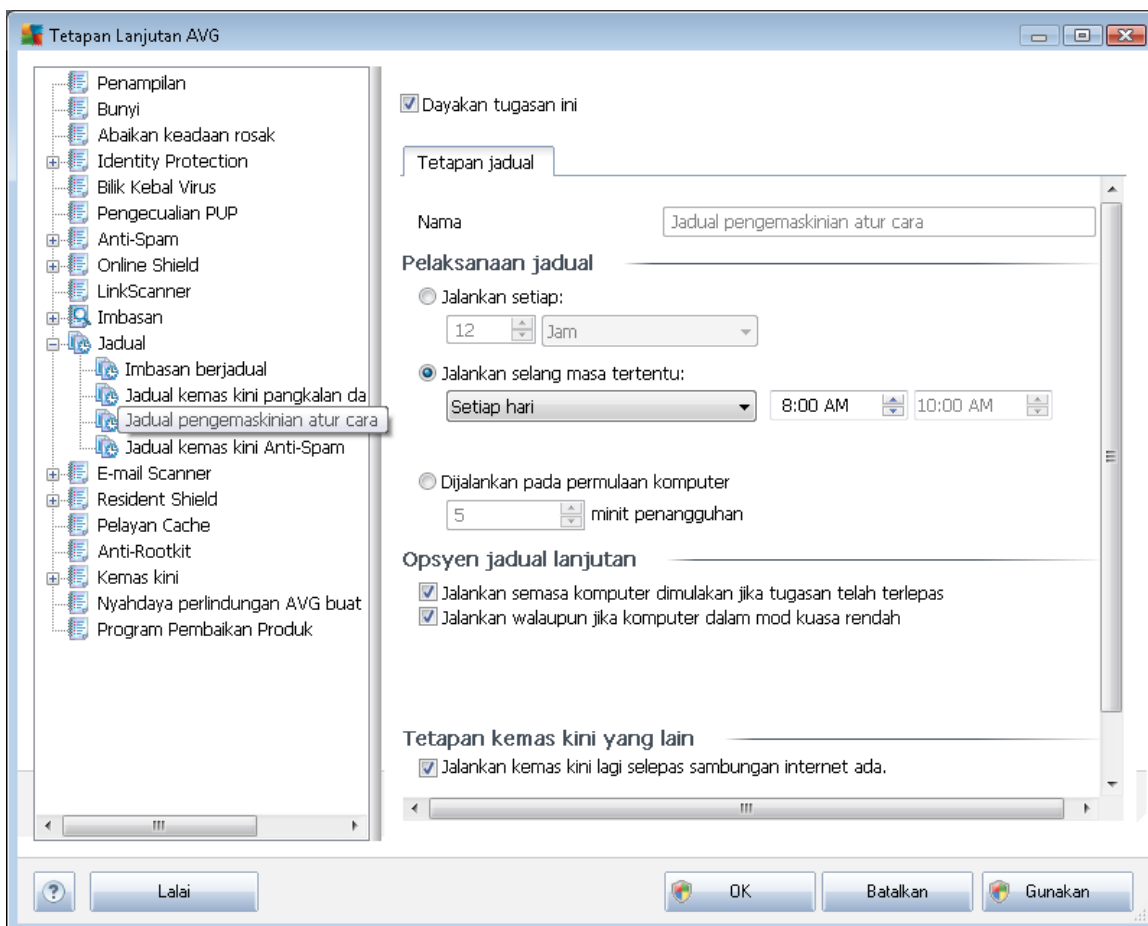 Tetapan Lanjutan AVG
Penampilan
Bunyi
Abaikan keadaan rosak
Identity Protection
Bilik Kebal Virus
Pengecualian PUP
Anti-Spam
Online Shield
LinkScanner
Imbasan
Jadual
Imbasan berjadual
Jadual kemas kini pangkalan da
Jadual pengemaskinian atur cara
Jadual kemas kini Anti-Spam
E-mail Scanner
Resident Shield
Pelayan Cache
Anti-Rootkit
Kemas kini
Nyahdaya perlindungan AVG buat
Program Pembaikan Produk
Dayakan tugasan ini
Tetapan jadual
Nama Jadual pengemaskinian atur cara
Pelaksanaan jadual
Jalankan setiap:
12 Jam
Jalankan selang masa tertentu:
Setiap hari 8:00 AM 10:00 AM
Dijalankan pada permulaan komputer
5 minit penangguhan
Opsyen jadual lanjutan
Jalankan semasa komputer dimulakan jika tugasan telah terlepas
Jalankan walaupun jika komputer dalam mod kuasa rendah
Tetapan kemas kini yang lain
Jalankan kemas kini lagi selepas sambungan internet ada.
? Lalai OK Batalkan Gunakan